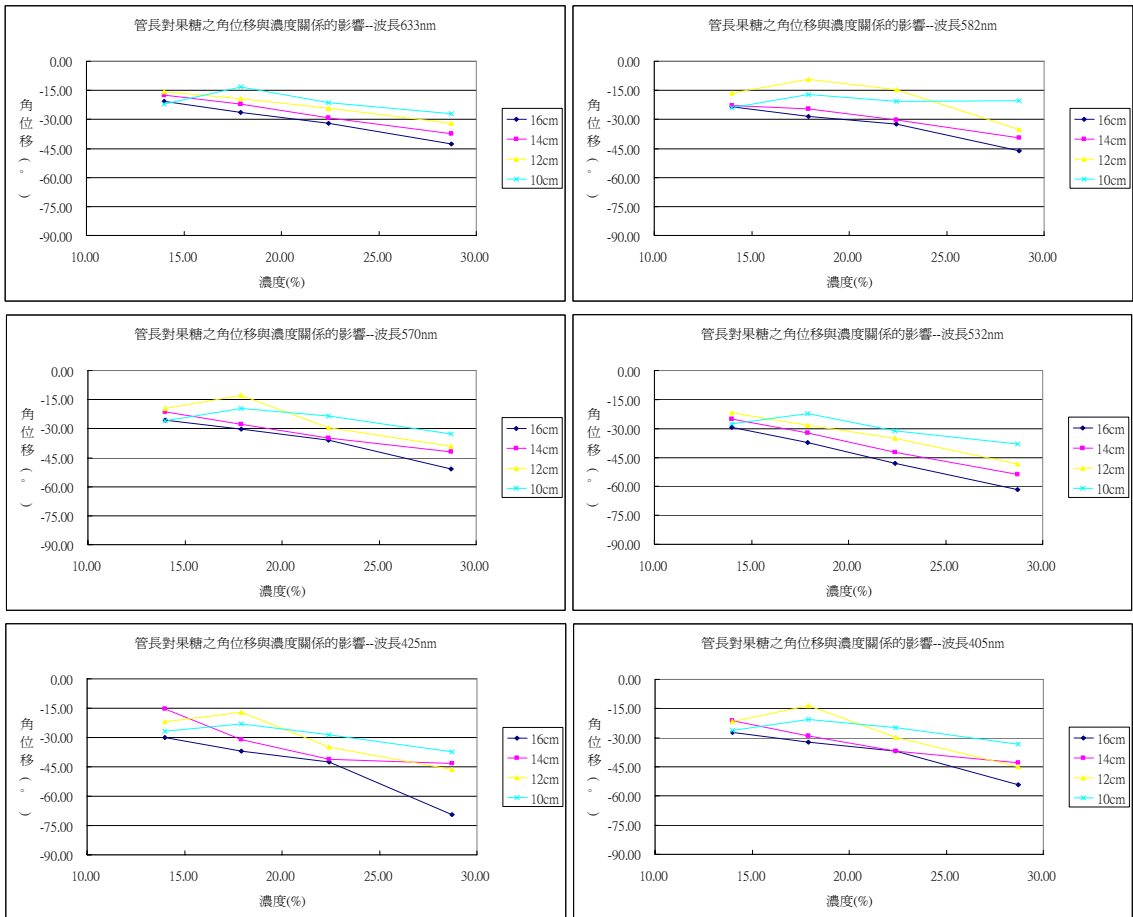 管長對果糖之角位移與濃度關係的影響--波長633nm
0.00
-15.00
-30.00
-45.00
-60.00
-75.00
-90.00
10.00 15.00 20.00 25.00 30.00
濃度(%)
角位移(°)
16cm
14cm
12cm
10cm
管長對果糖之角位移與濃度關係的影響--波長582nm
0.00
-15.00
-30.00
-45.00
-60.00
-75.00
-90.00
10.00 15.00 20.00 25.00 30.00
濃度(%)
角位移(°)
16cm
14cm
12cm
10cm
管長對果糖之角位移與濃度關係的影響--波長570nm
0.00
-15.00
-30.00
-45.00
-60.00
-75.00
-90.00
10.00 15.00 20.00 25.00 30.00
濃度(%)
角位移(°)
16cm
14cm
12cm
10cm
管長對果糖之角位移與濃度關係的影響--波長532nm
0.00
-15.00
-30.00
-45.00
-60.00
-75.00
-90.00
10.00 15.00 20.00 25.00 30.00
濃度(%)
角位移(°)
16cm
14cm
12cm
10cm
管長對果糖之角位移與濃度關係的影響--波長425nm
0.00
-15.00
-30.00
-45.00
-60.00
-75.00
-90.00
10.00 15.00 20.00 25.00 30.00
濃度(%)
角位移(°)
16cm
14cm
12cm
10cm
管長對果糖之角位移與濃度關係的影響--波長405nm
0.00
-15.00
-30.00
-45.00
-60.00
-75.00
-90.00
10.00 15.00 20.00 25.00 30.00
濃度(%)
角位移(°)
16cm
14cm
12cm
10cm